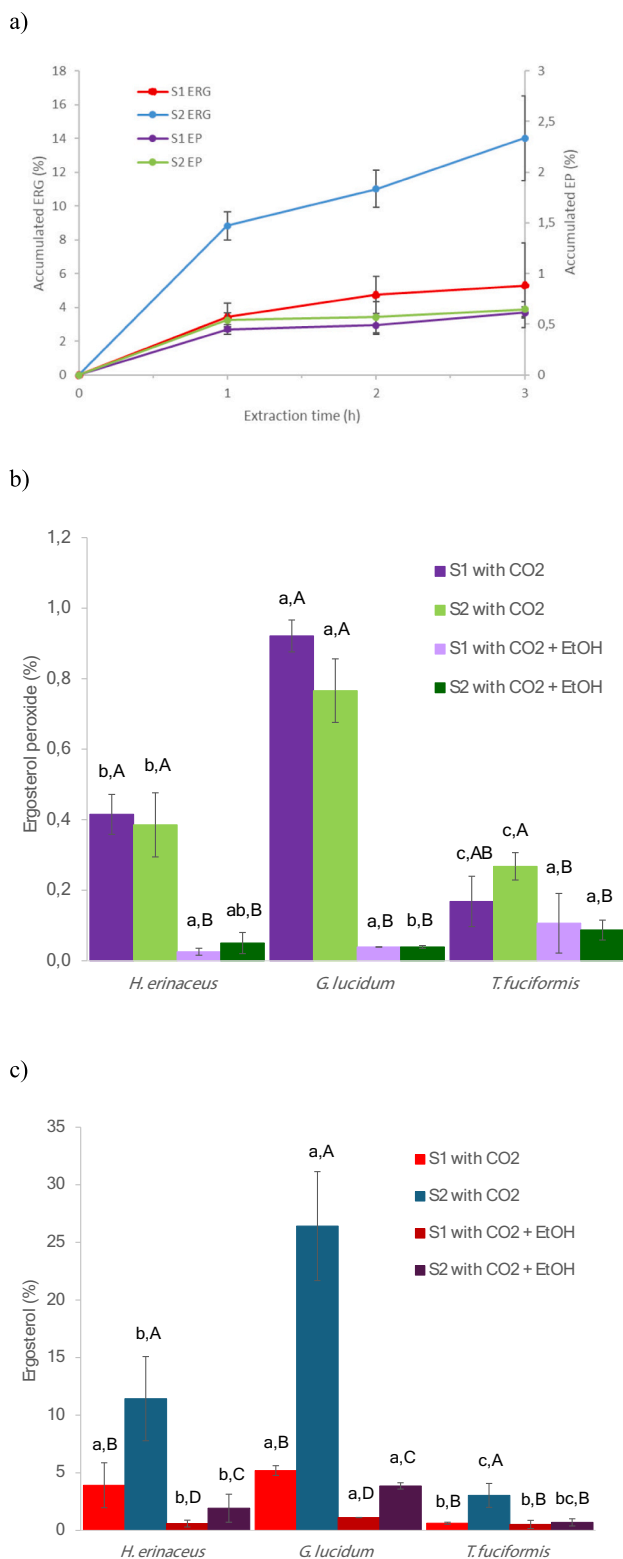 a)
18
16
14
12
10
8
6
4
2
0
Accumulated ERG (%)
S1 ERG
S2 ERG
S1 EP
S2 EP
3
2,5
2
1,5
1
0,5
0
Accumulated EP (%)
0 1 2 3
Extraction time (h)
b)
1,2
1,0
0,8
0,6
0,4
0,2
0,0
Ergosterol peroxide (%)
S1 with CO2
S2 with CO2
S1 with CO2 + EtOH
S2 with CO2 + EtOH
b,A b,A a,B ab,B
a,A a,A a,B b,B
c,AB c,A a,B a,B
H. erinaceus G. lucidum T. fuciformis
c)
35
30
25
20
15
10
5
0
Ergosterol (%)
S1 with CO2
S2 with CO2
S1 with CO2 + EtOH
S2 with CO2 + EtOH
a,B b,A b,D b,C
a,B a,A a,D a,C
b,B c,A b,B bc,B
H. erinaceus G. lucidum T. fuciformis